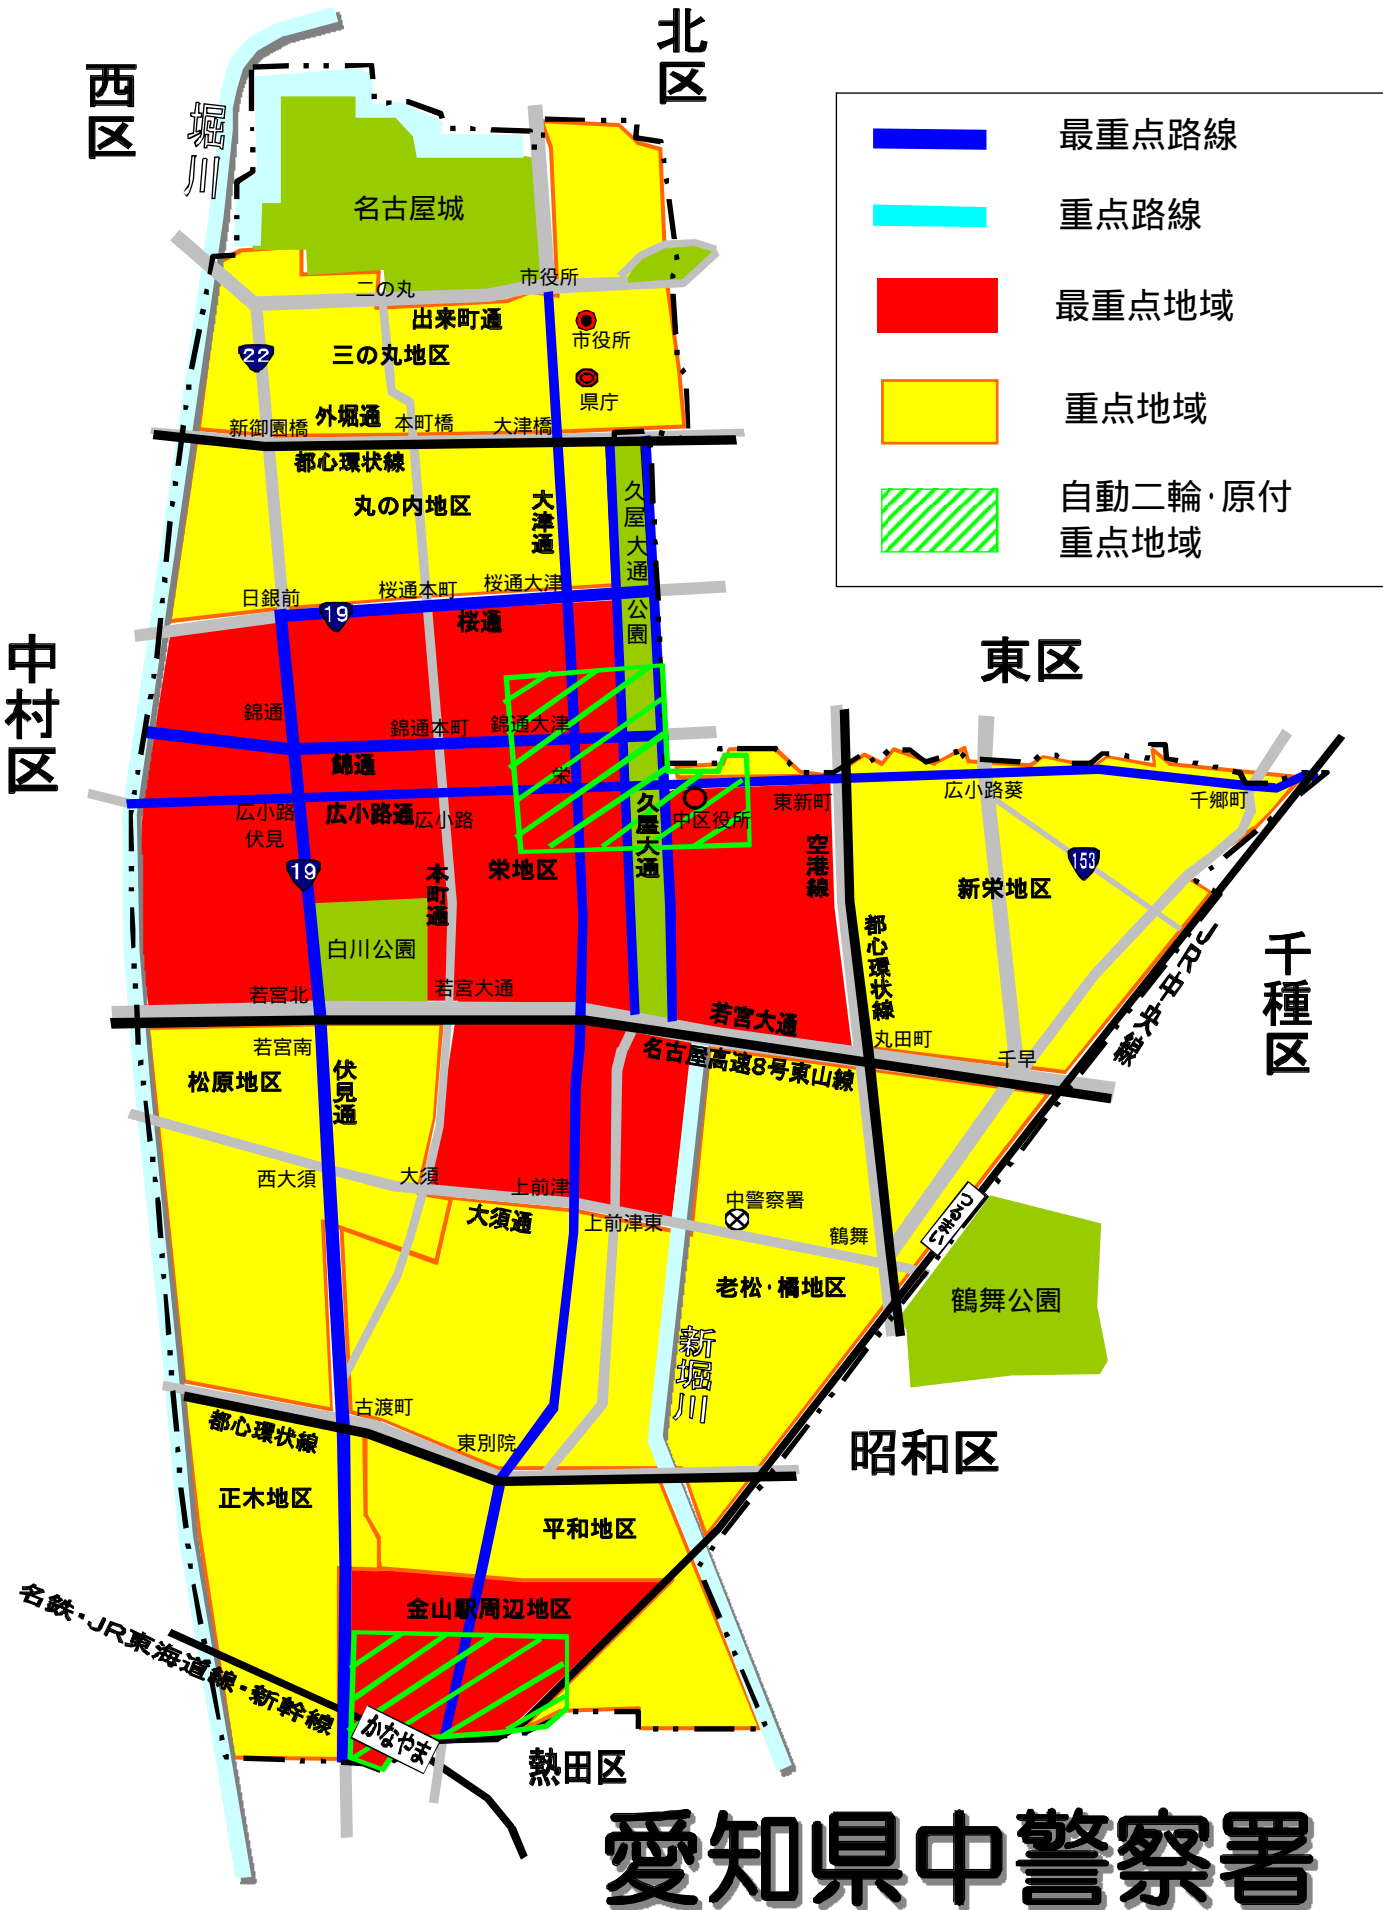 北区
西区
堀川
最重点路線
重点路線
最重点地域
重点地域
自動二輪・原付
重点地域
名古屋城
二の丸
市役所
出来町通
市役所
22
三の丸地区
県庁
外堀通
新御園橋
本町橋
大津橋
都心環状線
丸の内地区
大津通
久屋大通公園
日銀前
19
桜通本町
桜通大津
桜通
中村区
東区
錦通
錦通本町
錦通大津
錦通
栄
広小路通
広小路
伏見
広小路
久屋大通
中区役所
東新町
広小路葵
千郷町
19
本町通
栄地区
空港線
新栄地区
153
白川公園
都心環状線
JR中央線
千種区
若宮北
若宮大通
若宮大通
若宮南
名古屋高速8号東山線
丸田町
千早
松原地区
伏見通
西大須
大須
上前津
大須通
上前津東
中警察署
鶴舞
つるまい
老松・橘地区
鶴舞公園
新堀川
古渡町
都心環状線
東別院
昭和区
正木地区
平和地区
金山駅周辺地区
名鉄・JR東海道線・新幹線
かなやま
熱田区
愛知県中警察署